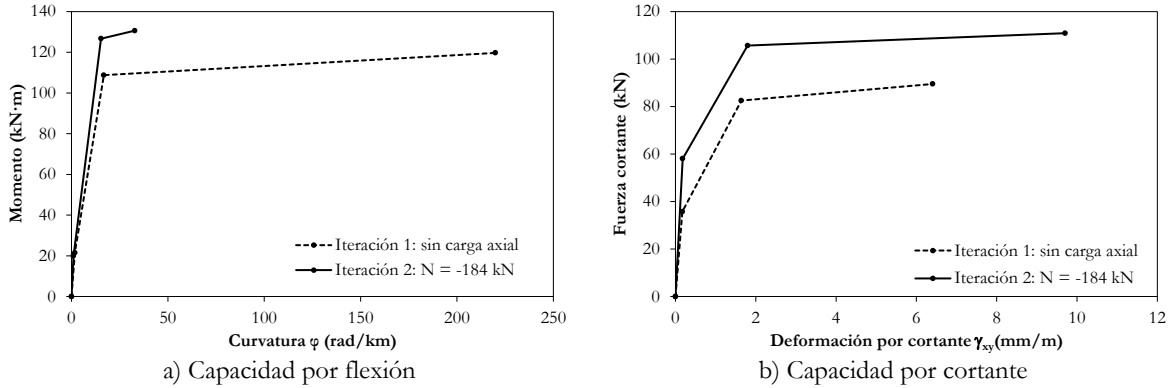 140
120
100
80
60
40
20
0
Momento (kN·m)
0 50 100 150 200 250
Curvatura φ (rad/km)
Iteración 1: sin carga axial
Iteración 2: N = -184 kN
a) Capacidad por flexión
120
100
80
60
40
20
0
Fuerza cortante (kN)
0 2 4 6 8 10 12
Deformación por cortante γxy(mm/m)
Iteración 1: sin carga axial
Iteración 2: N = -184 kN
b) Capacidad por cortante